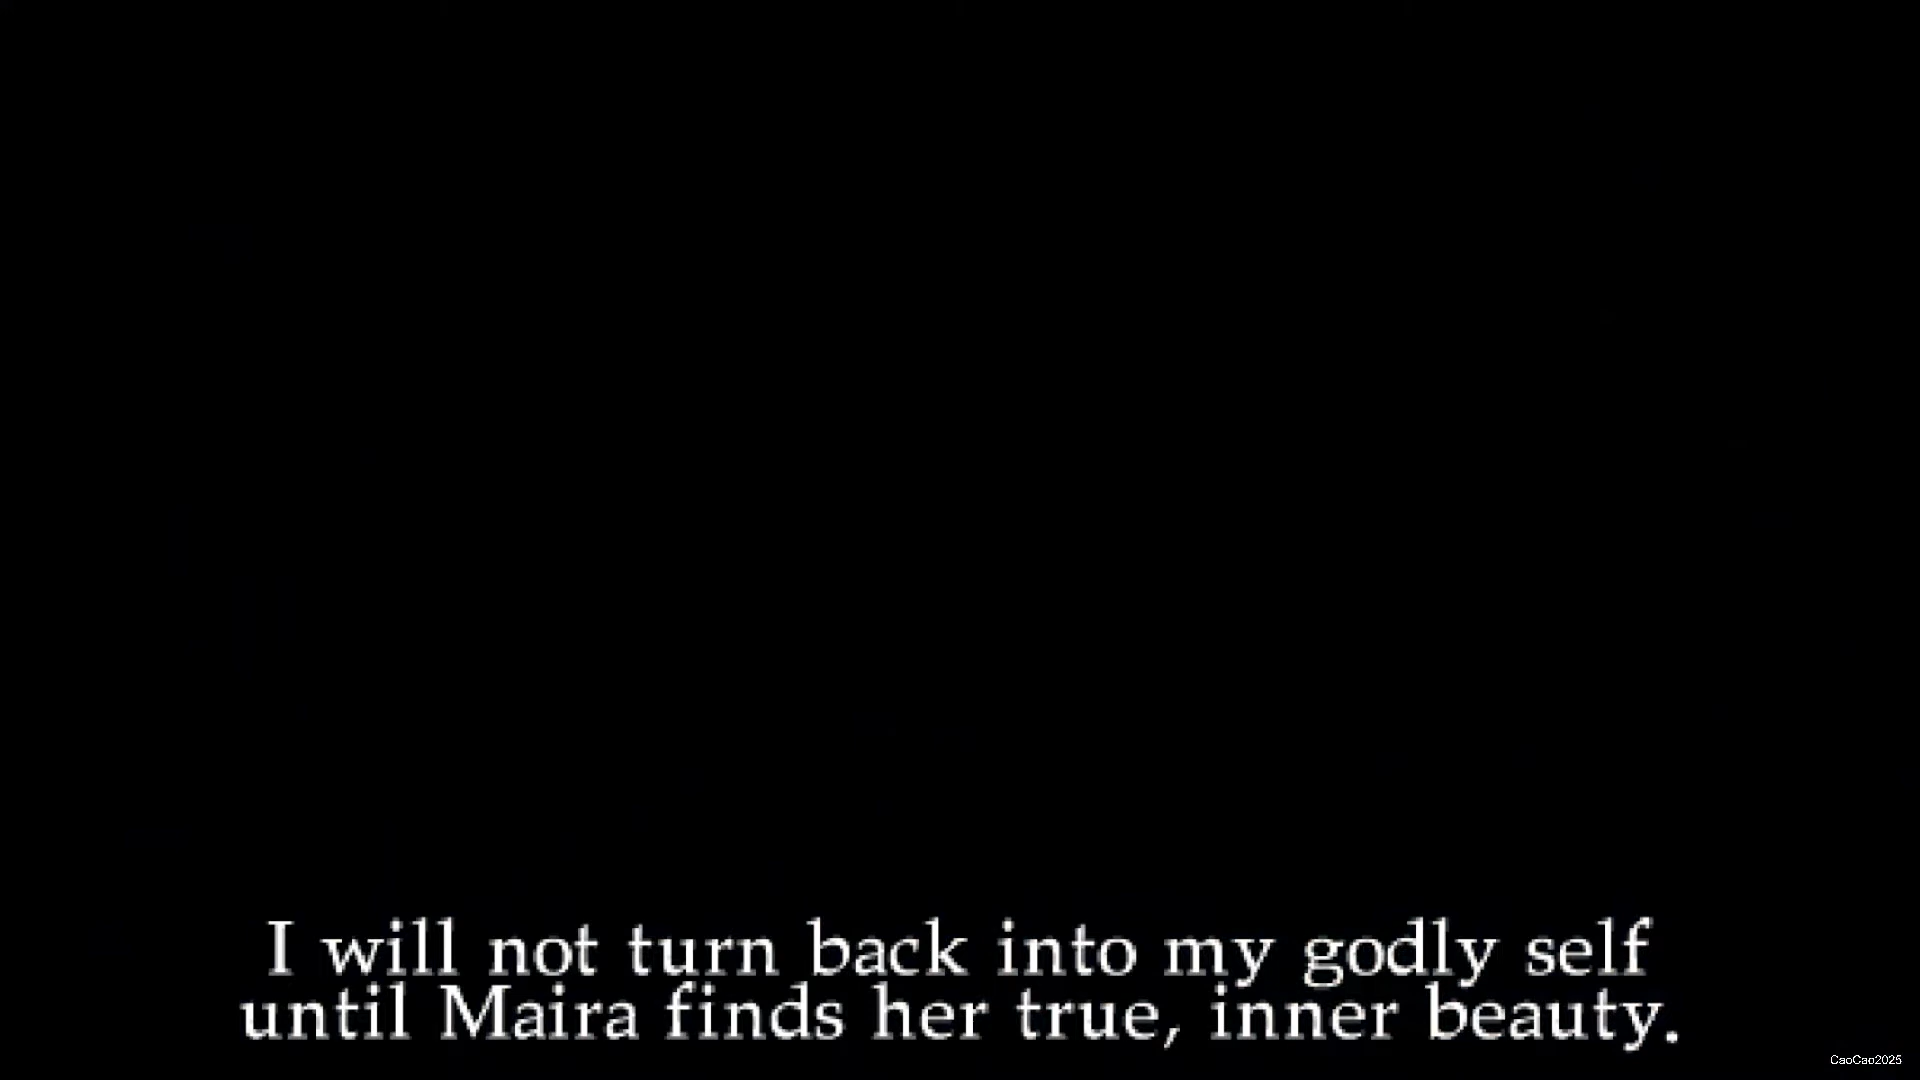 I will not turn back into my godly self
until Maira finds her true, inner beauty.
CaoCao2025